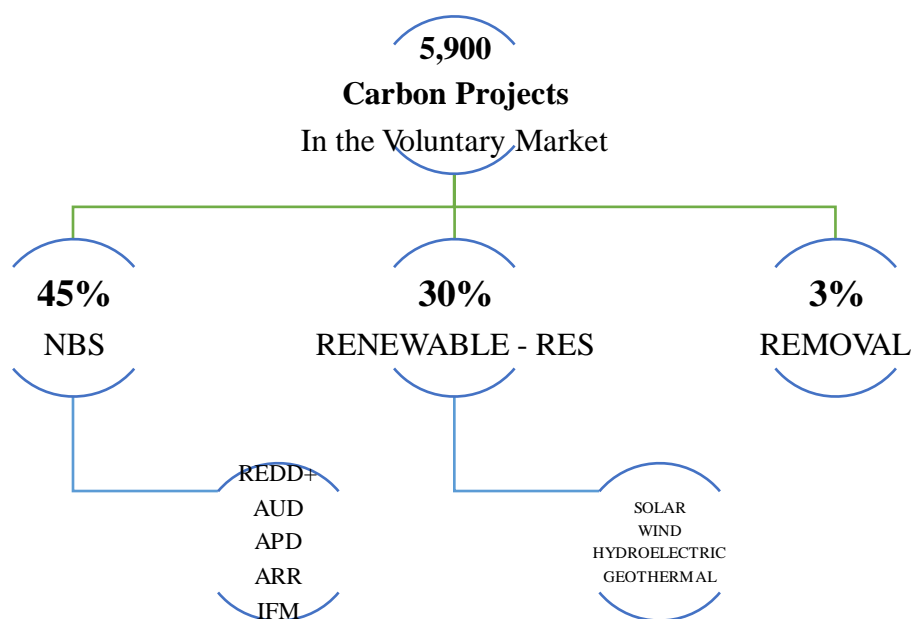 5,900
Carbon Projects
In the Voluntary Market
45%
NBS
30%
RENEWABLE - RES
3%
REMOVAL
REDD+
AUD
APD
ARR
IFM
SOLAR
WIND
HYDROELECTRIC
GEOTHERMAL